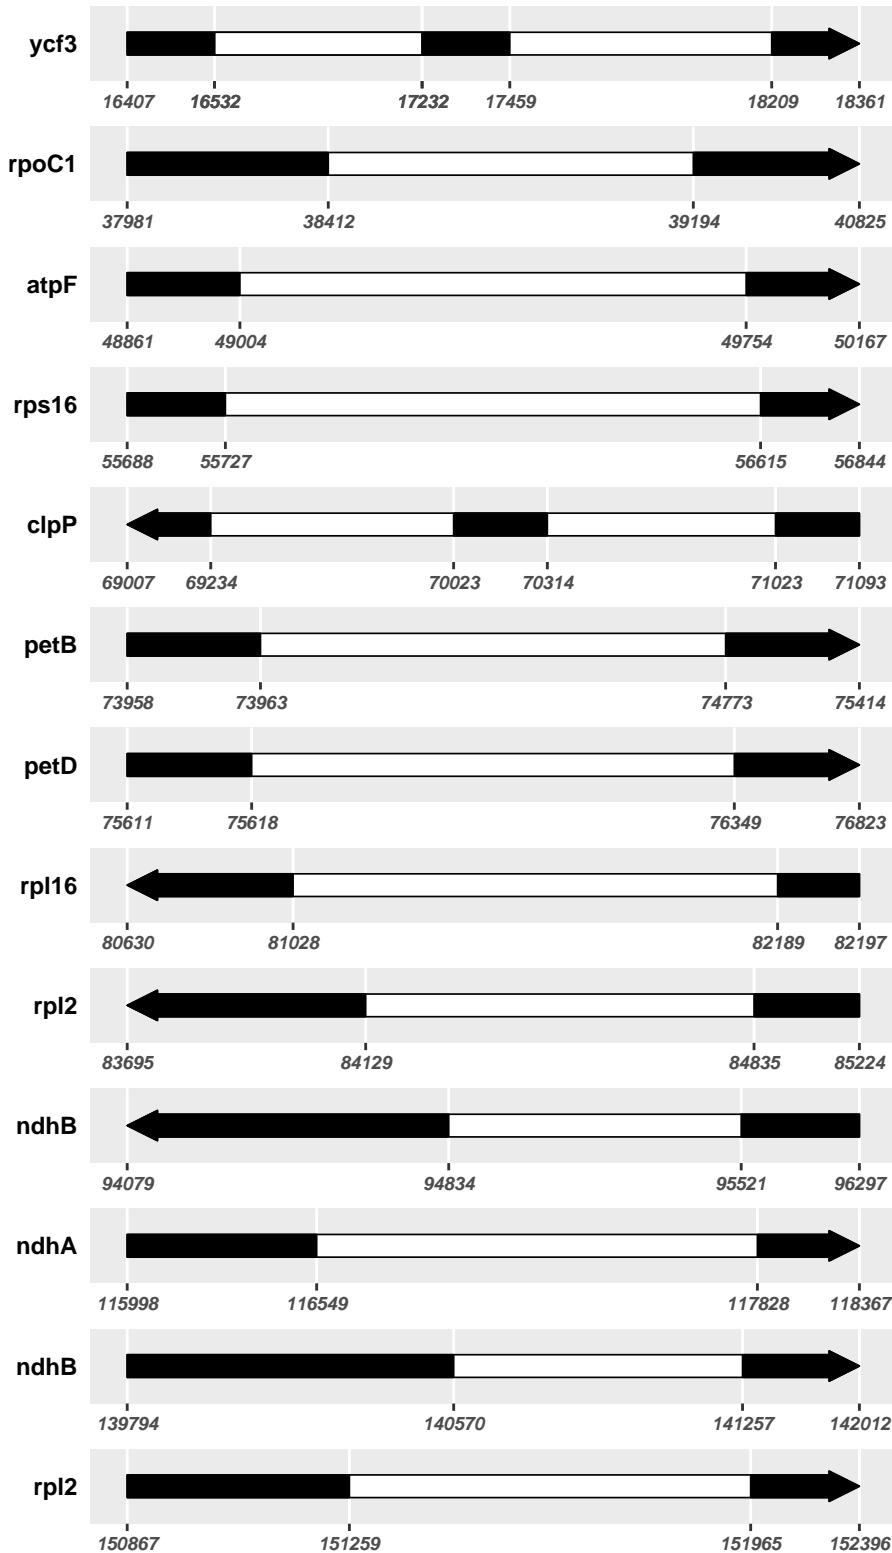 ycf3
16407 16532 17232 17459 18209 18361
rpoC1
37981 38412 39194 40825
atpF
48861 49004 49754 50167
rps16
55688 55727 56615 56844
clpP
69007 69234 70023 70314 71023 71093
petB
73958 73963 74773 75414
petD
75611 75618 76349 76823
rpl16
80630 81028 82189 82197
rpl2
83695 84129 84835 85224
ndhB
94079 94834 95521 96297
ndhA
115998 116549 117828 118367
ndhB
139794 140570 141257 142012
rpl2
150867 151259 151965 152396